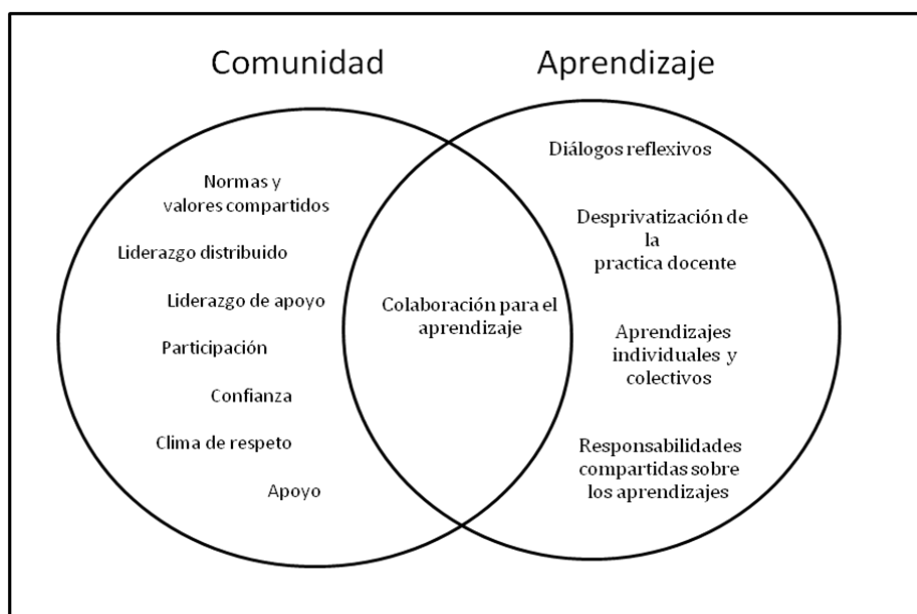 Comunidad
Aprendizaje
Normas y
valores compartidos
Liderazgo distribuido
Liderazgo de apoyo
Participación
Confianza
Clima de respeto
Apoyo
Colaboración para el
aprendizaje
Diálogos reflexivos
Desprivatización de
la
practica docente
Aprendizajes
individuales y
colectivos
Responsabilidades
compartidas sobre
los aprendizajes